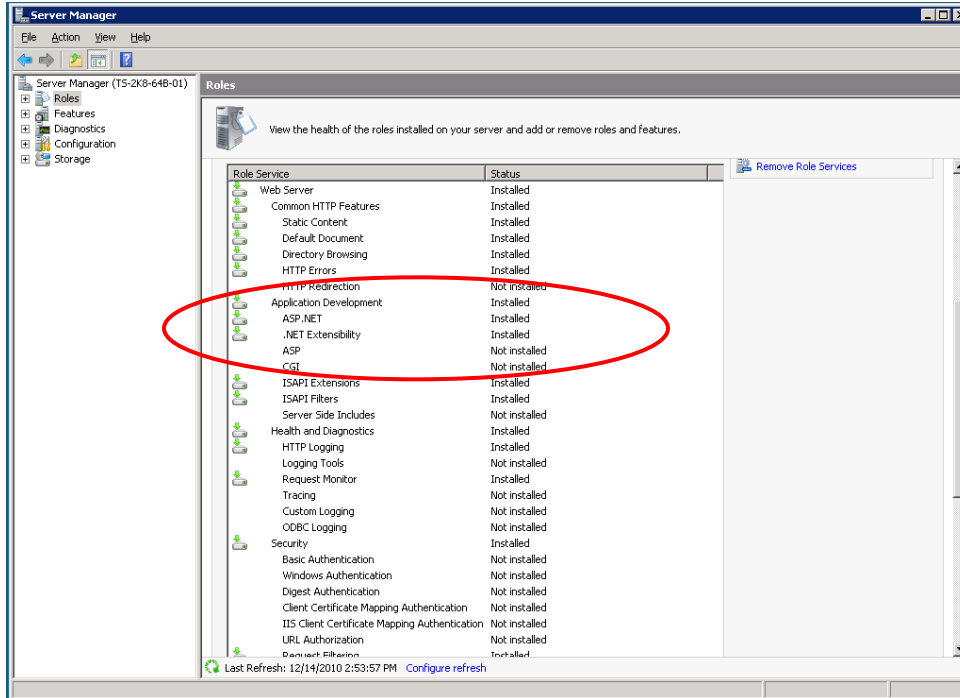 Server Manager
File Action View Help
Server Manager (TS-2K8-64B-01)
Roles
Features
Diagnostics
Configuration
Storage
Roles
View the health of the roles installed on your server and add or remove roles and features.
Role Service Status
Web Server Installed
Common HTTP Features Installed
Static Content Installed
Default Document Installed
Directory Browsing Installed
HTTP Errors Installed
HTTP Redirection Not installed
Application Development Installed
ASP.NET Installed
.NET Extensibility Installed
ASP Not installed
CGI Not installed
ISAPI Extensions Installed
ISAPI Filters Installed
Server Side Includes Not installed
Health and Diagnostics Installed
HTTP Logging Installed
Logging Tools Not installed
Request Monitor Installed
Tracing Not installed
Custom Logging Not installed
ODBC Logging Not installed
Security Installed
Basic Authentication Not installed
Windows Authentication Not installed
Digest Authentication Not installed
Client Certificate Mapping Authentication Not installed
IIS Client Certificate Mapping Authentication Not installed
URL Authorization Not installed
Request Filtering Installed
Remove Role Services
Last Refresh: 12/14/2010 2:53:57 PM Configure refresh